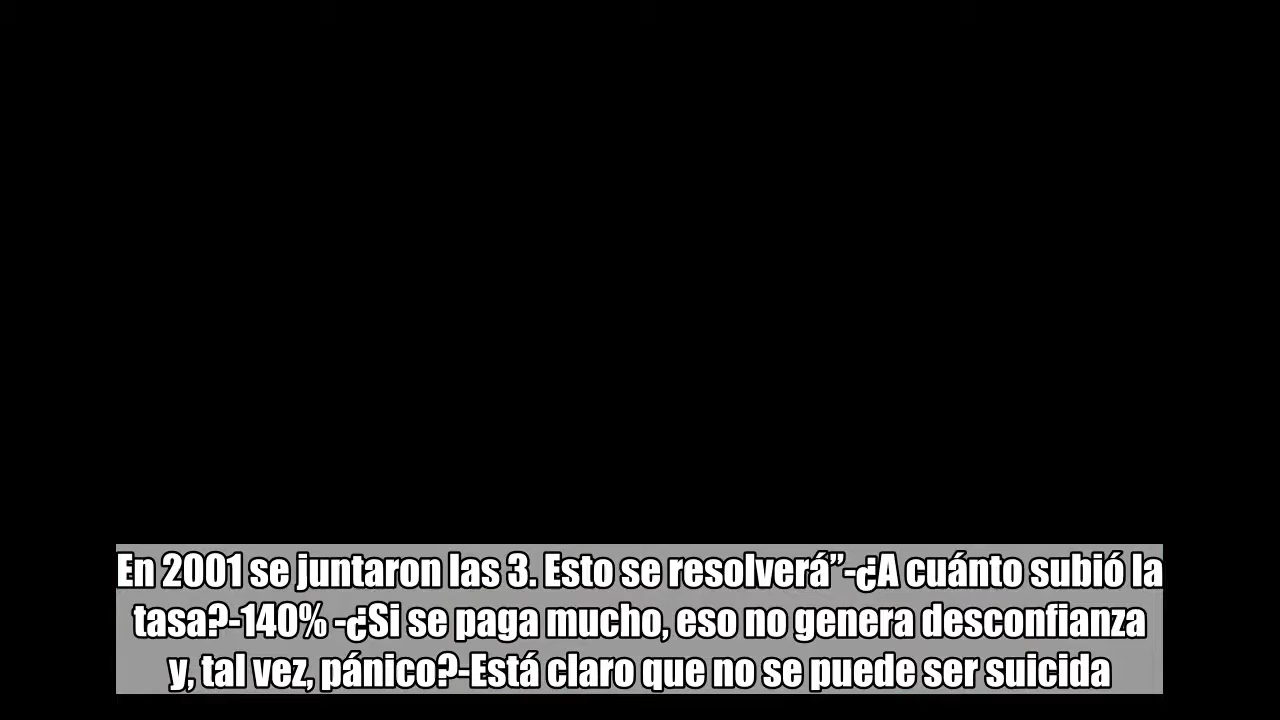 En 2001 se juntaron las 3. Esto se resolverá”-¿A cuánto subió la
tasa?-140% -¿Si se paga mucho, eso no genera desconfianza
y, tal vez, pánico?-Está claro que no se puede ser suicida